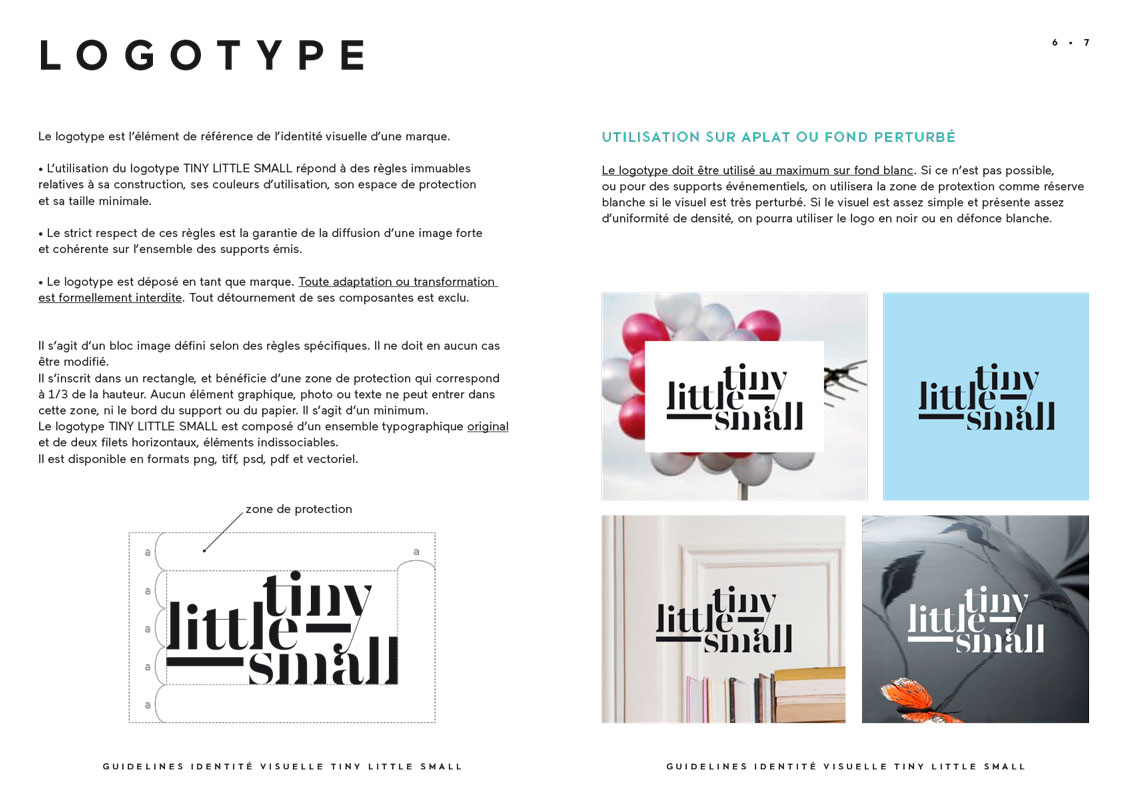 LOGOTYPE
6 • 7
Le logotype est l’élément de référence de l’identité visuelle d’une marque.
• L’utilisation du logotype TINY LITTLE SMALL répond à des règles immuables
relatives à sa construction, ses couleurs d’utilisation, son espace de protection
et sa taille minimale.
• Le strict respect de ces règles est la garantie de la diffusion d’une image forte
et cohérente sur l’ensemble des supports émis.
• Le logotype est déposé en tant que marque. Toute adaptation ou transformation
est formellement interdite. Tout détournement de ses composantes est exclu.
Il s’agit d’un bloc image défini selon des règles spécifiques. Il ne doit en aucun cas
être modifié.
Il s’inscrit dans un rectangle, et bénéficie d’une zone de protection qui correspond
à 1/3 de la hauteur. Aucun élément graphique, photo ou texte ne peut entrer dans
cette zone, ni le bord du support ou du papier. Il s’agit d’un minimum.
Le logotype TINY LITTLE SMALL est composé d’un ensemble typographique original
et de deux filets horizontaux, éléments indissociables.
Il est disponible en formats png, tiff, psd, pdf et vectoriel.
zone de protection
a
a
a
a
a
a
tiny
little
small
GUIDELINES IDENTITÉ VISUELLE TINY LITTLE SMALL
UTILISATION SUR APLAT OU FOND PERTURBÉ
Le logotype doit être utilisé au maximum sur fond blanc. Si ce n’est pas possible,
ou pour des supports événementiels, on utilisera la zone de protextion comme réserve
blanche si le visuel est très perturbé. Si le visuel est assez simple et présente assez
d’uniformité de densité, on pourra utiliser le logo en noir ou en défonce blanche.
tiny
little
small
tiny
little
small
tiny
little
small
tiny
little
small
GUIDELINES IDENTITÉ VISUELLE TINY LITTLE SMALL